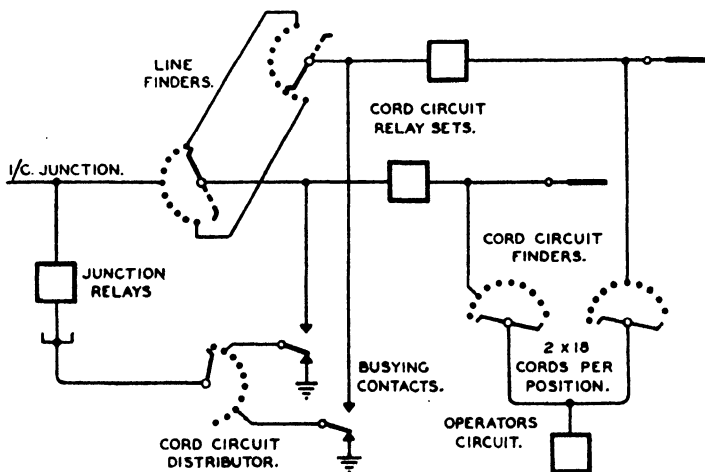 LINE
FINDERS.
CORD CIRCUIT
RELAY SETS.
I/C. JUNCTION.
CORD CIRCUIT
FINDERS.
JUNCTION
RELAYS
2 x 18
CORDS PER
POSITION.
BUSYING
CONTACTS.
OPERATORS
CIRCUIT.
CORD CIRCUIT
DISTRIBUTOR.